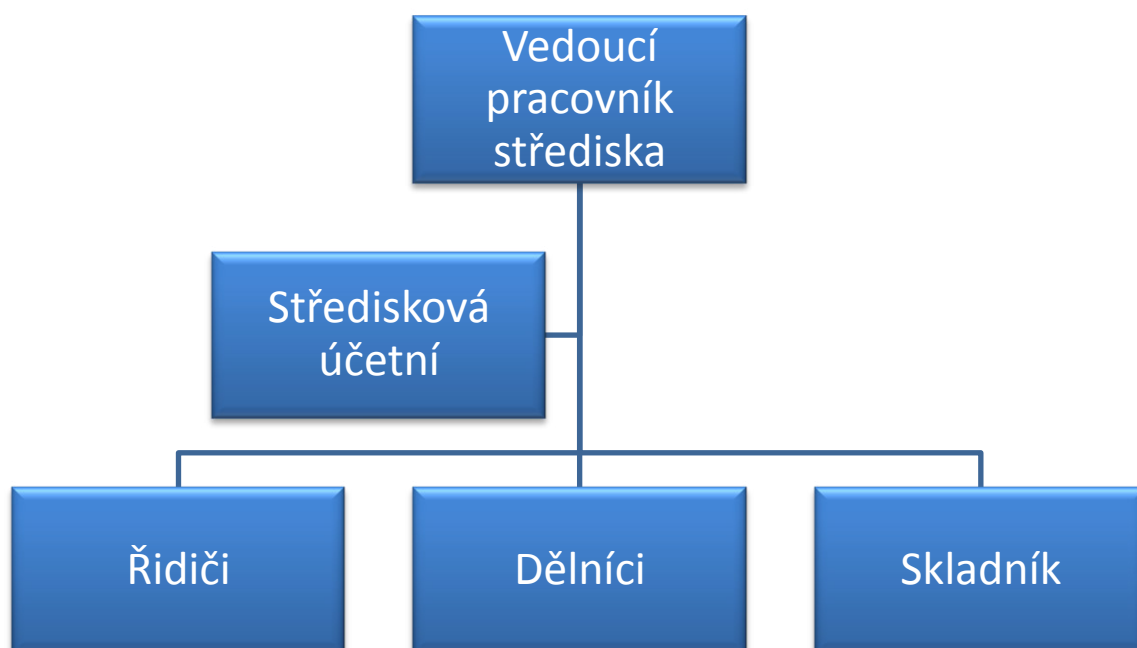 Vedoucí
pracovník
střediska
Středisková
účetní
Řidiči
Dělníci
Skladník